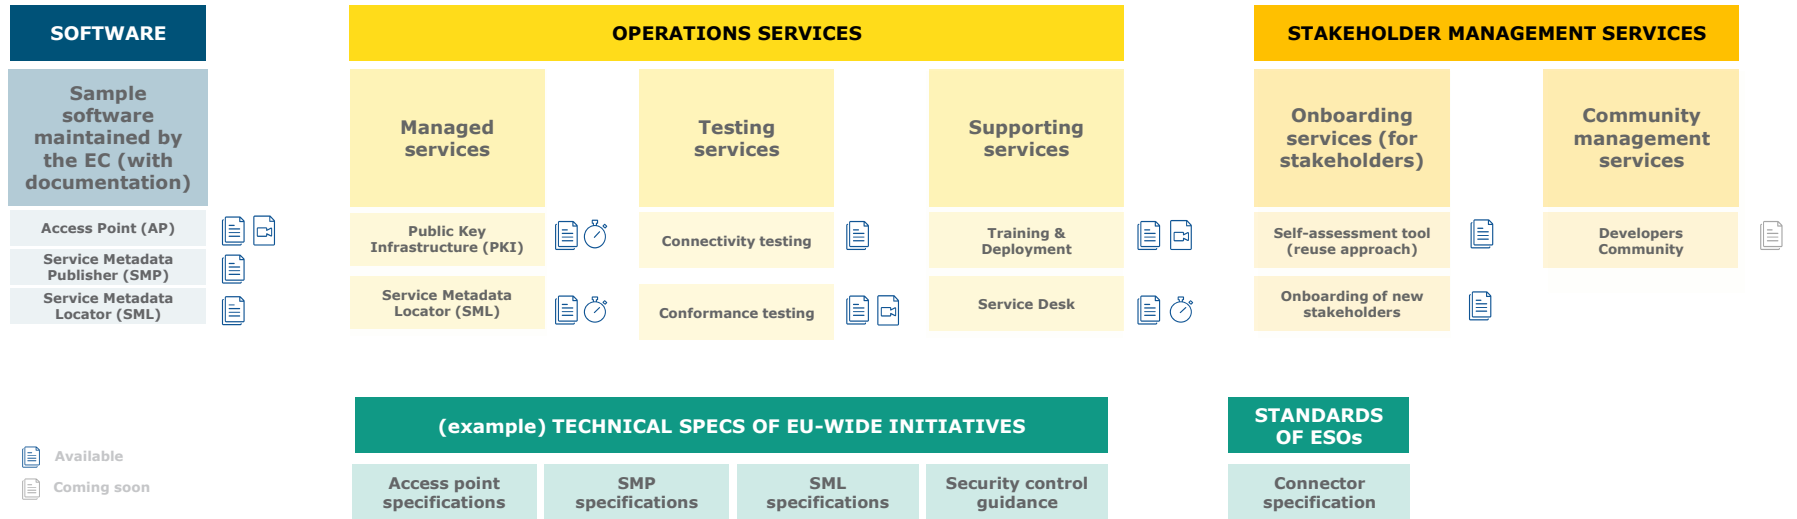 SOFTWARE
OPERATIONS SERVICES
STAKEHOLDER MANAGEMENT SERVICES
Sample
software
maintained by
the EC (with
documentation)
Managed
services
Testing
services
Supporting
services
Onboarding
services (for
stakeholders)
Community
management
services
Access Point (AP)
Service Metadata
Publisher (SMP)
Service Metadata
Locator (SML)
Public Key
Infrastructure (PKI)
Service Metadata
Locator (SML)
Connectivity testing
Conformance testing
Training &
Deployment
Service Desk
Self-assessment tool
(reuse approach)
Onboarding of new
stakeholders
Developers
Community
(example) TECHNICAL SPECS OF EU-WIDE INITIATIVES
STANDARDS
OF ESOs
Available
Coming soon
Access point
specifications
SMP
specifications
SML
specifications
Security control
guidance
Connector
specification